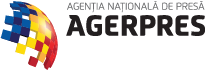 AGENȚIA NAȚIONALĂ DE PRESĂ
AGERPRES